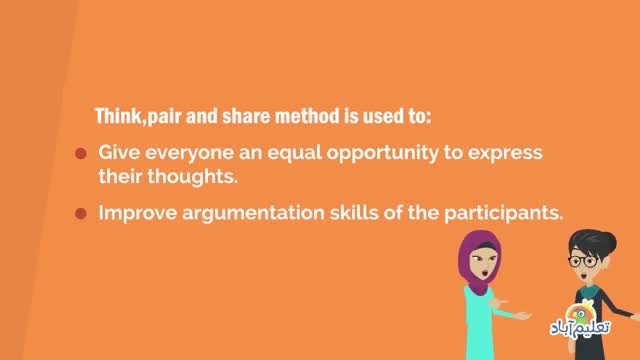 Think,pair and share method is used to:
Give everyone an equal opportunity to express
their thoughts.
Improve argumentation skills of the participants.
تعلیم آباد